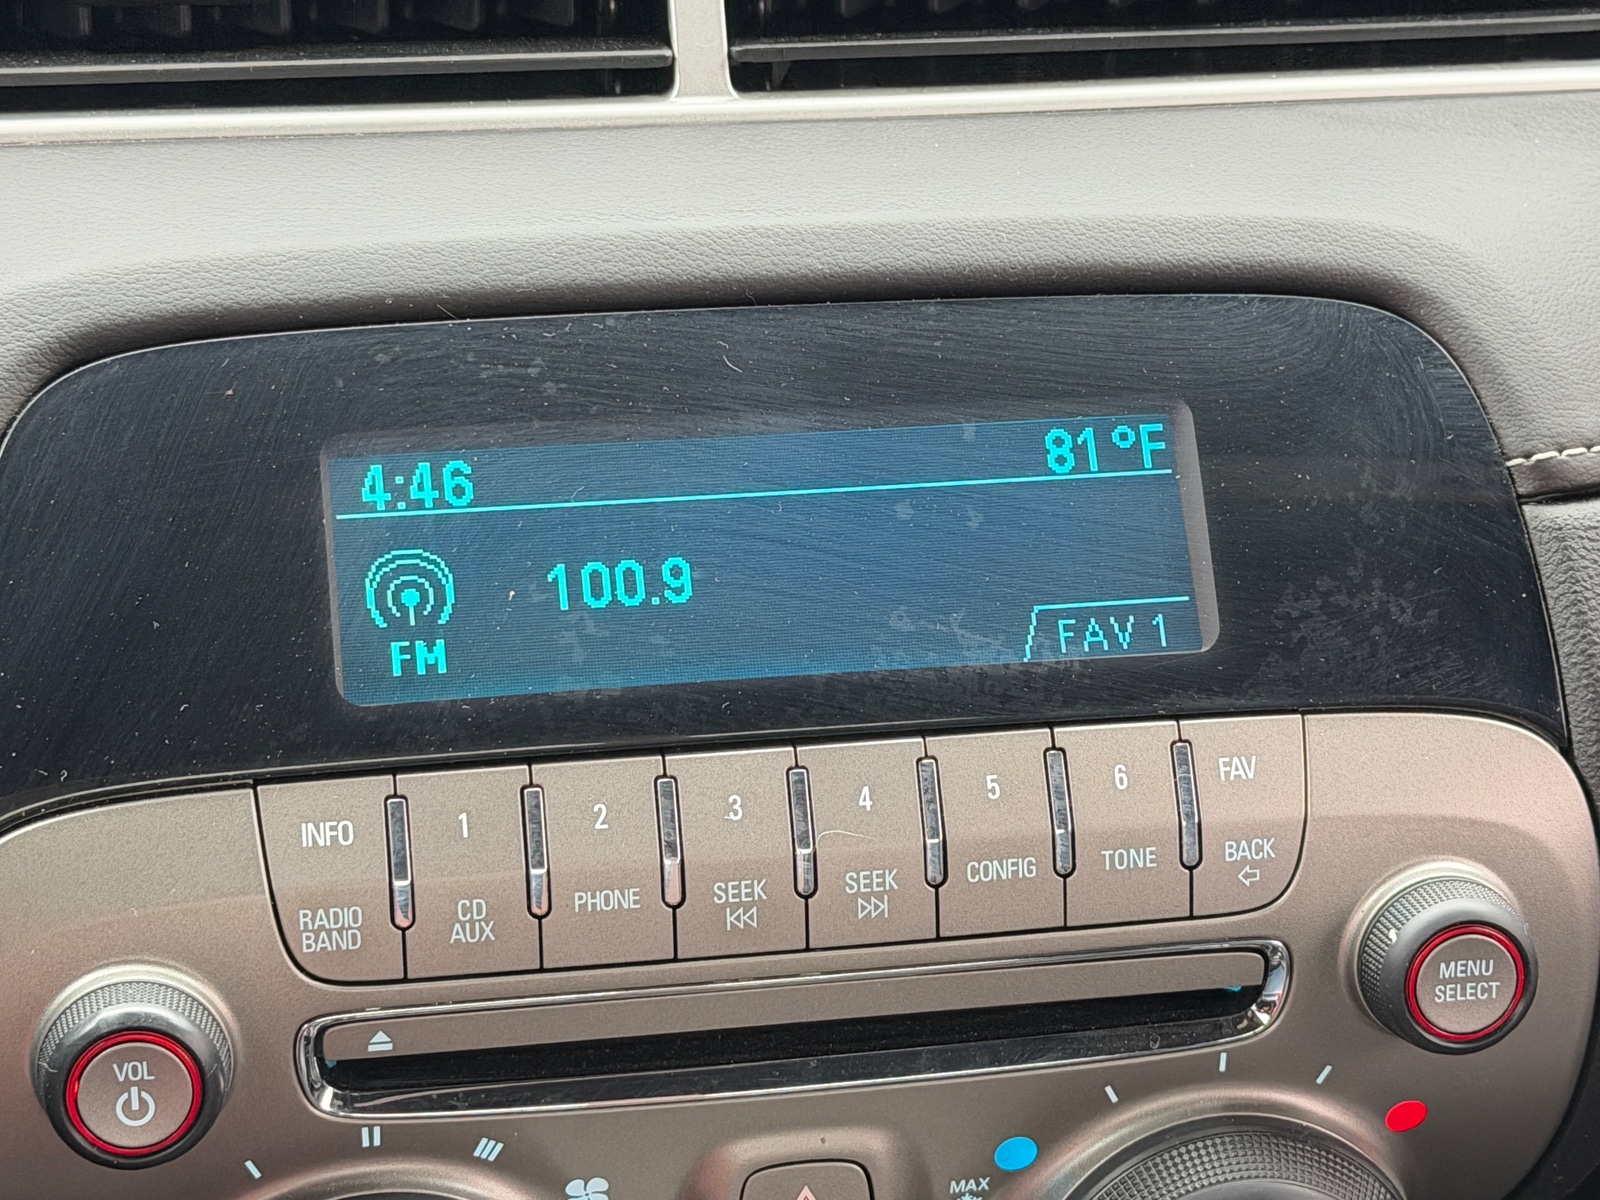 4:46 81°F
100.9
FM FAV 1
INFO 1 2 3 4 5 6 FAV
RADIO BAND
CD AUX
PHONE
SEEK
SEEK
CONFIG
TONE
BACK
MENU
SELECT
VOL
MAX